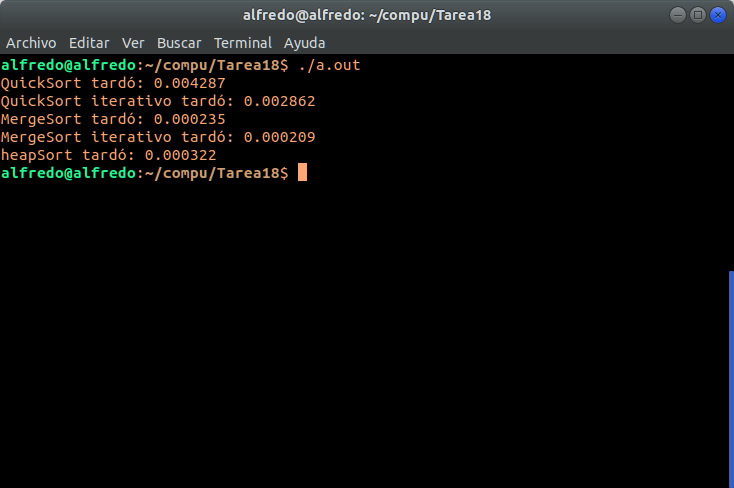 alfredo@alfredo: ~/compu/Tarea18
Archivo Editar Ver Buscar Terminal Ayuda
alfredo@alfredo:~/compu/Tarea18$ ./a.out
QuickSort tardó: 0.004287
QuickSort iterativo tardó: 0.002862
MergeSort tardó: 0.000235
MergeSort iterativo tardó: 0.000209
heapSort tardó: 0.000322
alfredo@alfredo:~/compu/Tarea18$